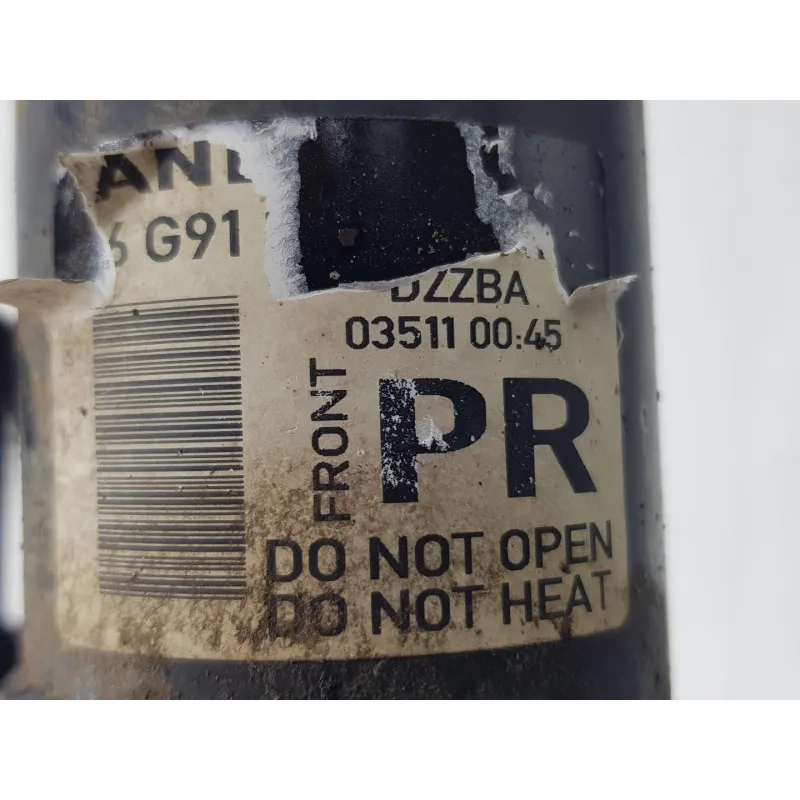 6 G91
DZZBA
03511 00:45
FRONT
PR
DO NOT OPEN
DO NOT HEAT